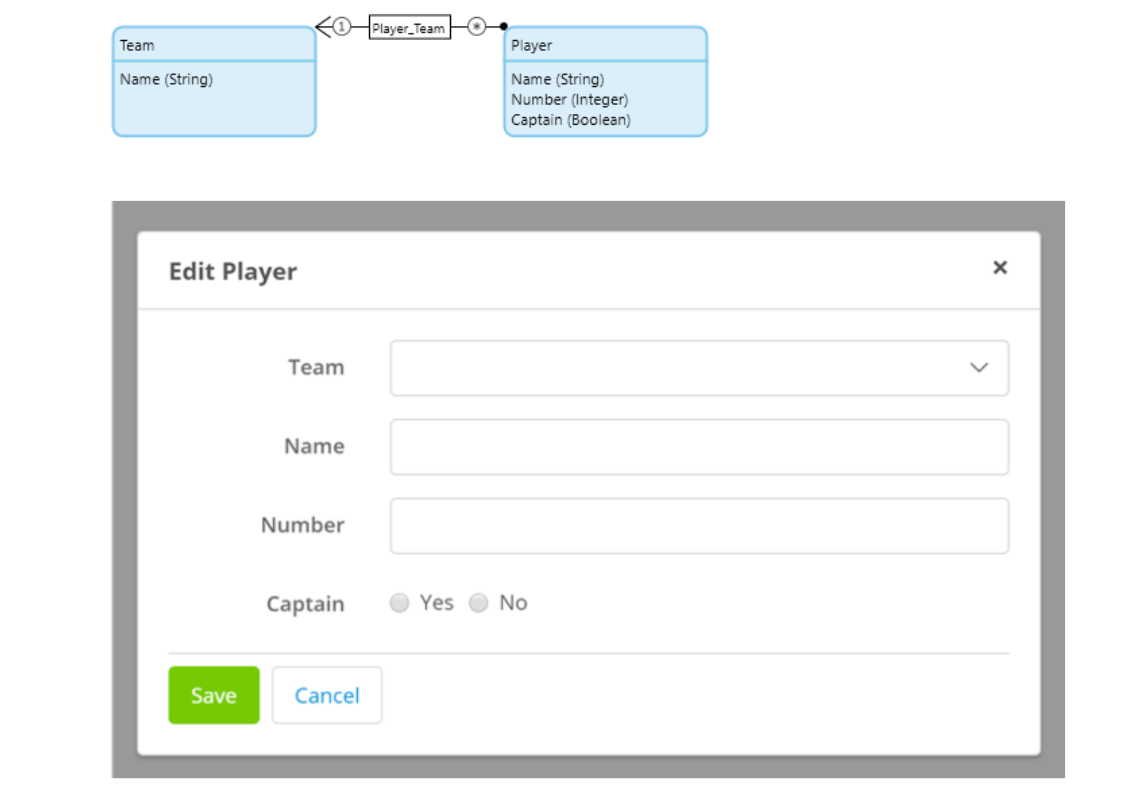 1 Player_Team *
Team
Name (String)
Player
Name (String)
Number (Integer)
Captain (Boolean)
Edit Player ×
Team
Name
Number
Captain Yes No
Save Cancel